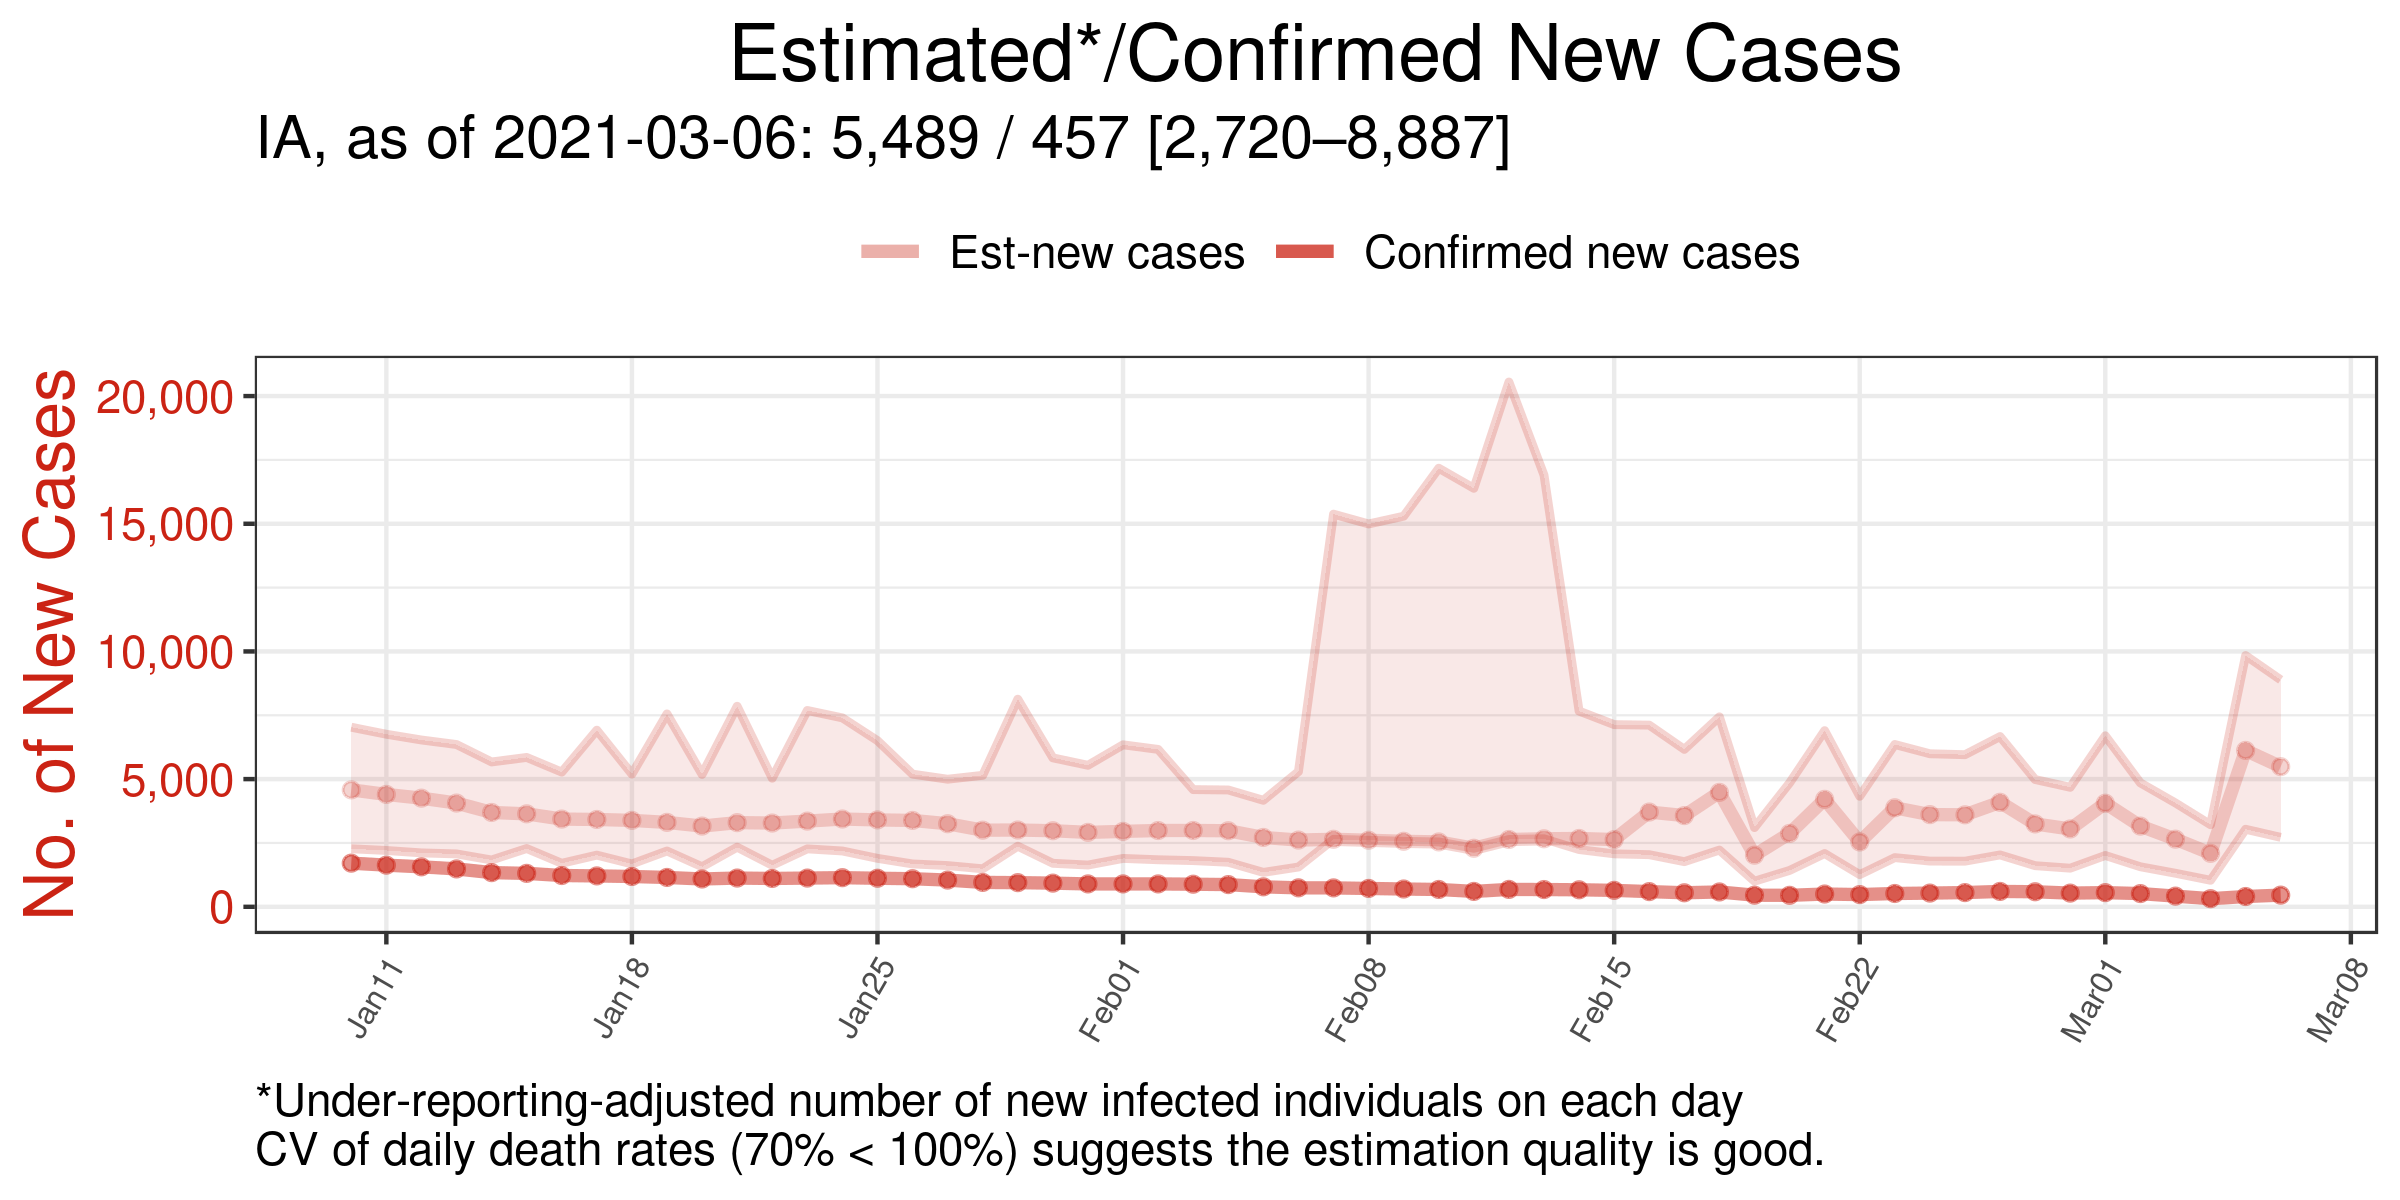 Estimated*/Confirmed New Cases
IA, as of 2021-03-06: 5,489 / 457 [2,720–8,887]
Est-new cases
Confirmed new cases
No. of New Cases
20,000
15,000
10,000
5,000
0
Jan11
Jan18
Jan25
Feb01
Feb08
Feb15
Feb22
Mar01
Mar08
*Under-reporting-adjusted number of new infected individuals on each day
CV of daily death rates (70% < 100%) suggests the estimation quality is good.